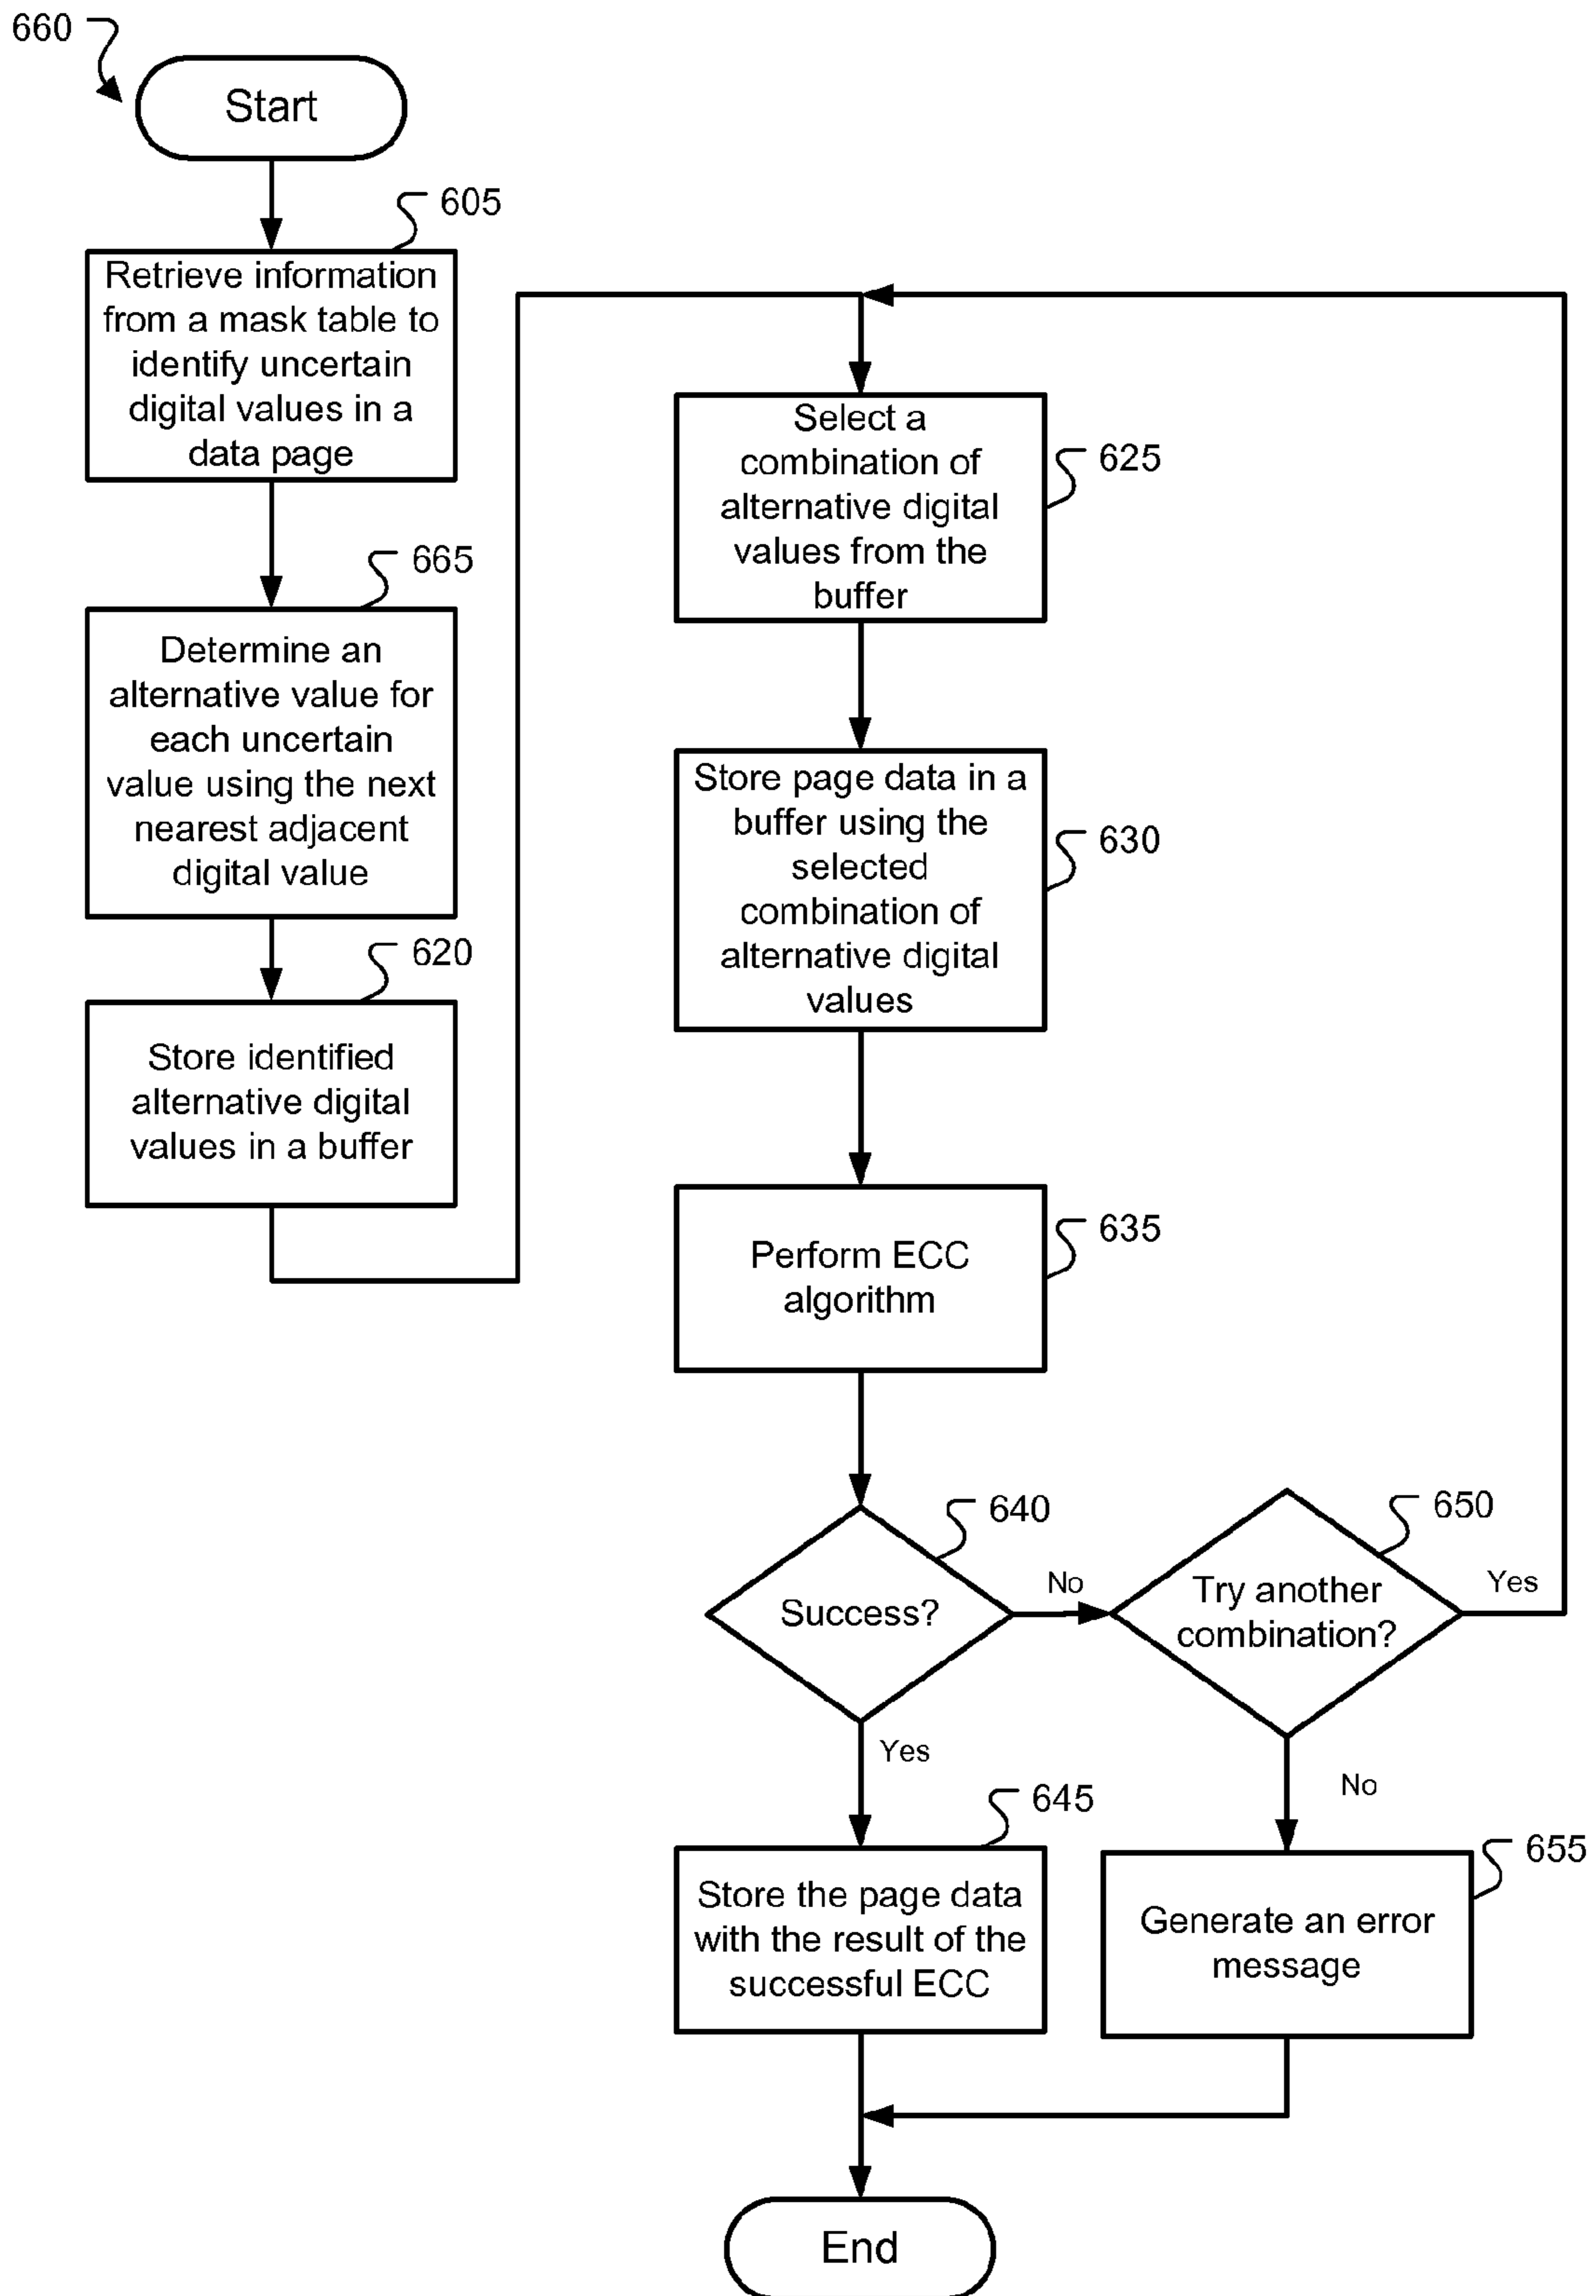 660
Start
605
Retrieve information
from a mask table to
identify uncertain
digital values in a
data page
665
Determine an
alternative value for
each uncertain
value using the next
nearest adjacent
digital value
620
Store identified
alternative digital
values in a buffer
Select a
combination of
alternative digital
values from the
buffer
625
Store page data in a
buffer using the
selected
combination of
alternative digital
values
630
Perform ECC
algorithm
635
640
Success?
No
Yes
650
Try another
combination?
Yes
No
645
Store the page data
with the result of the
successful ECC
655
Generate an error
message
End